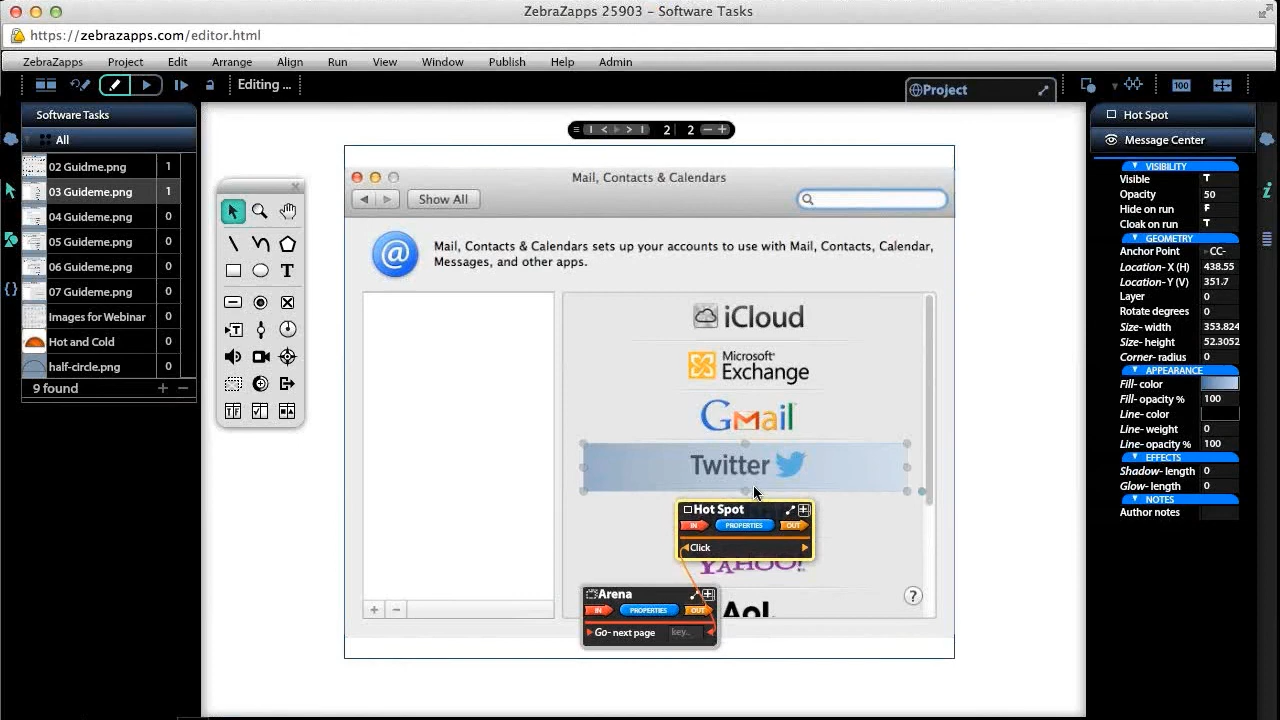 ZebraZapps 25903 – Software Tasks
https://zebrazapps.com/editor.html
ZebraZapps Project Edit Arrange Align Run View Window Publish Help Admin
Editing ...
Project
100
Software Tasks
All
02 Guidme.png 1
03 Guideme.png 1
04 Guideme.png 0
05 Guideme.png 0
06 Guideme.png 0
07 Guideme.png 0
Images for Webinar 0
Hot and Cold 0
half-circle.png 0
9 found + −
2 2 − +
Mail, Contacts & Calendars
Show All
@
Mail, Contacts & Calendars sets up your accounts to use with Mail, Contacts, Calendar,
Messages, and other apps.
iCloud
Microsoft®
Exchange
Gmail
Twitter
Hot Spot
IN PROPERTIES OUT
Click
YAHOO!
Arena
IN PROPERTIES OUT
Go- next page key..
Aol.
+ −
?
T
T
Hot Spot
Message Center
VISIBILITY
Visible T
Opacity 50
Hide on run F
Cloak on run T
GEOMETRY
Anchor Point -CC-
Location- X (H) 438.55
Location- Y (V) 351.7
Layer 0
Rotate degrees 0
Size- width 353.824
Size- height 52.3052
Corner- radius 0
APPEARANCE
Fill- color
Fill- opacity % 100
Line- color
Line- weight 0
Line- opacity % 100
EFFECTS
Shadow- length 0
Glow- length 0
NOTES
Author notes